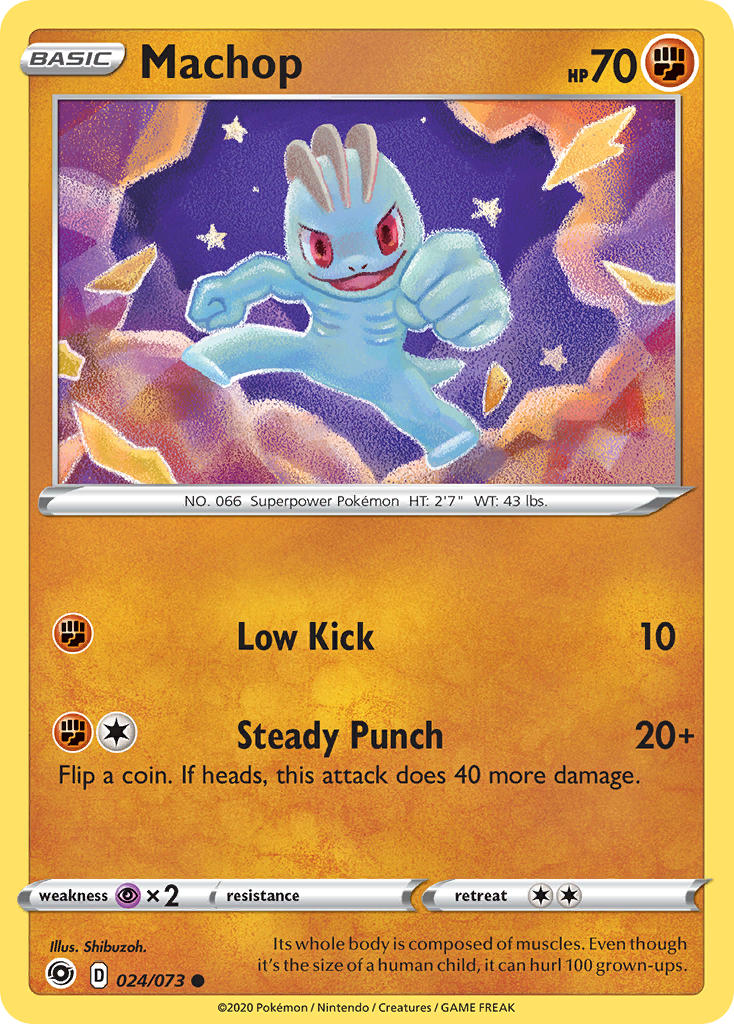 BASIC Machop HP 70
NO. 066 Superpower Pokémon HT: 2'7" WT: 43 lbs.
Low Kick 10
Steady Punch 20+
Flip a coin. If heads, this attack does 40 more damage.
weakness ×2 resistance retreat
Illus. Shibuzoh.
Its whole body is composed of muscles. Even though
it's the size of a human child, it can hurl 100 grown-ups.
D 024/073
©2020 Pokémon / Nintendo / Creatures / GAME FREAK